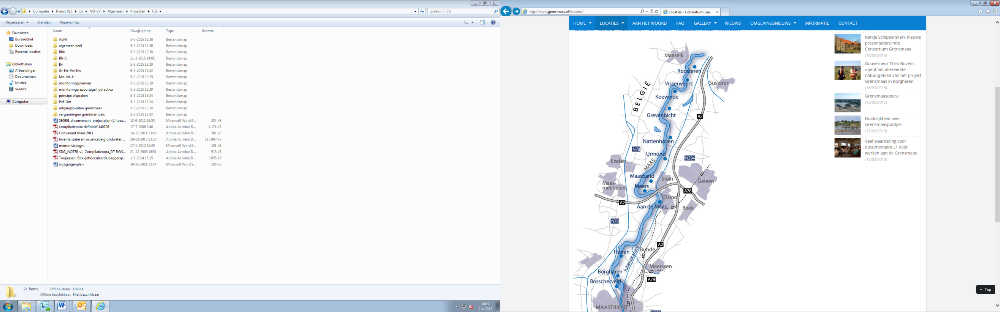 Computer Dienst (G:) zn NO_VV Algemeen Projecten CG
Zoeken in CG
Organiseren Branden Nieuwe map
Naam Gewijzigd op Type Grootte
Favorieten
Bureaublad
Downloads
Recente locaties
Bibliotheken
Afbeeldingen
Documenten
Muziek
Video's
Computer
AdM 5-3-2015 12:38 Bestandsmap
algemeen deel 5-3-2015 12:38 Bestandsmap
Bbk 5-3-2015 12:38 Bestandsmap
Bh-It 11-3-2015 14:02 Bestandsmap
Bv 5-3-2015 13:10 Bestandsmap
Gr-Na-Vw-Kw 9-3-2015 13:22 Bestandsmap
Me-Ma-U 5-3-2015 13:19 Bestandsmap
monitoringsplannen 5-3-2015 13:19 Bestandsmap
monitoringsrapportage hydraulica 5-3-2015 13:20 Bestandsmap
principe afspraken 5-3-2015 13:24 Bestandsmap
PvE Gm 5-3-2015 13:24 Bestandsmap
uitgangspunten grensmaas 5-3-2015 13:24 Bestandsmap
vergunningen grinddrempels 5-3-2015 13:24 Bestandsmap
080901 d-convenant projectplan (v) toez... 13-9-2011 16:55 Microsoft Word 9... 234 kB
compilatienota definitief 140706 17-7-2006 9:46 Adobe Acrobat D... 1.174 kB
Convenant Maas 2011 14-11-2011 13:49 Adobe Acrobat D... 361 kB
Inventarisatie en visualisatie grondwater ... 18-12-2013 12:20 Adobe Acrobat D... 113.893 kB
memorisicosgm 17-1-2012 15:39 Microsoft Word 9... 101 kB
SDG_#40778-v1-Compilatienota_DT RWS... 21-12-2006 16:51 Adobe Acrobat D... 913 kB
Toepassen Bbk geflocculeerde baggersp... 1-7-2014 15:15 Adobe Acrobat D... 3.655 kB
wijzigingenplan 30-11-2011 13:44 Microsoft Word 9... 105 kB
21 items Offline status: Online
Offline beschikbaar: Niet beschikbaar
14:22
2-4-2015
http://www.grensmaas.nl/locaties/
Locaties - Consortium Gre...
HOME LOCATIES AAN HET WOORD FAQ GALLERY NIEUWS OMGEVINGSNIEUWS INFORMATIE CONTACT
Maaseik
Roosteren
Visserweert
Susteren
BELGIË
Koeweide
Grevenbicht
A2
Nattenhoven
N78
Urmond
N294
Eisden
MAAS
Maasband
Stein
Geleen
Maas-
mechelen
Meers
A76
Elsloo
A2
Aan de Maas
Beek
N78
A2
Bunde
Itteren
Julianakanaal
Meerssen
Borgharen
A79
Bosscherveld
MAASTRICHT
Kerkje Schipperskerk nieuwe
presentatieruimte
Consortium Grensmaas
(16/03/2015)
Gouverneur Theo Bovens
opent het allereerste
natuurgebied van het project
Grensmaas in Borgharen
(16/03/2015)
Grensmaasopera
(13/02/2015)
Duidelijkheid over
Grensmaaspontjes
(13/02/2015)
Veel waardering voor
documentaire L1 over
werken aan de Grensmaas
(13/02/2015)
Top